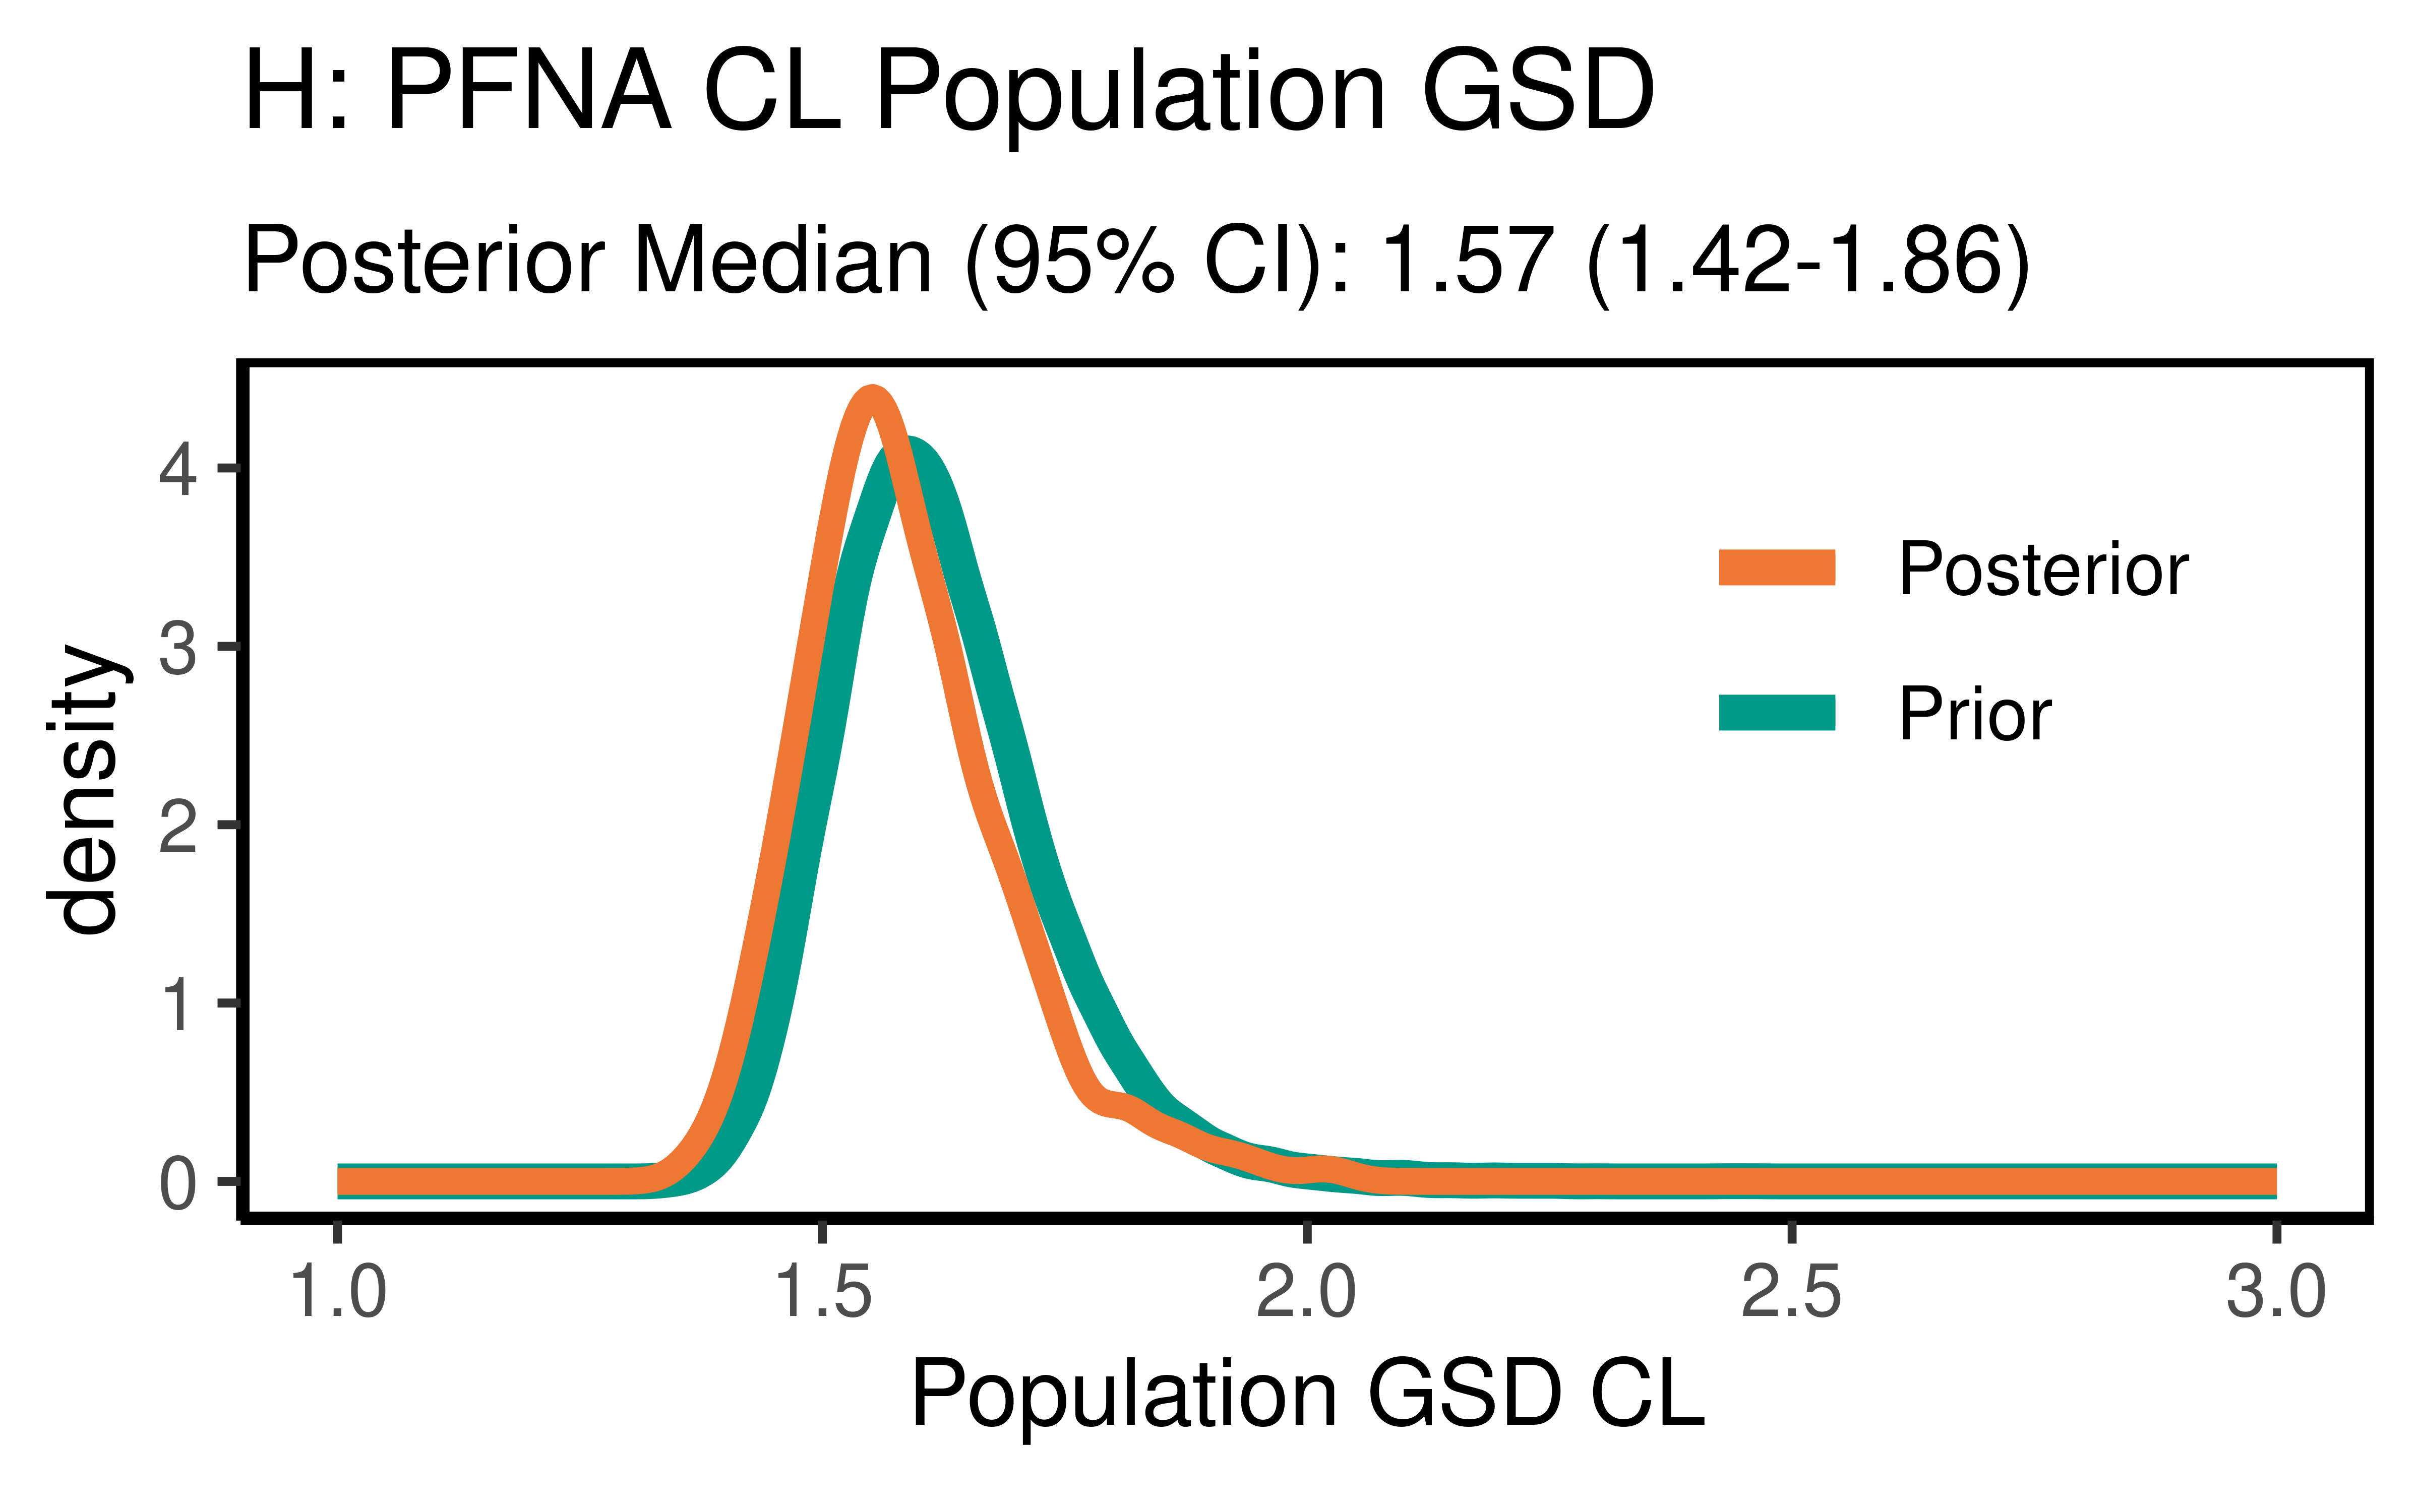 H: PFNA CL Population GSD
Posterior Median (95% CI): 1.57 (1.42-1.86)
density
4
3
2
1
0
Posterior
Prior
1.0 1.5 2.0 2.5 3.0
Population GSD CL